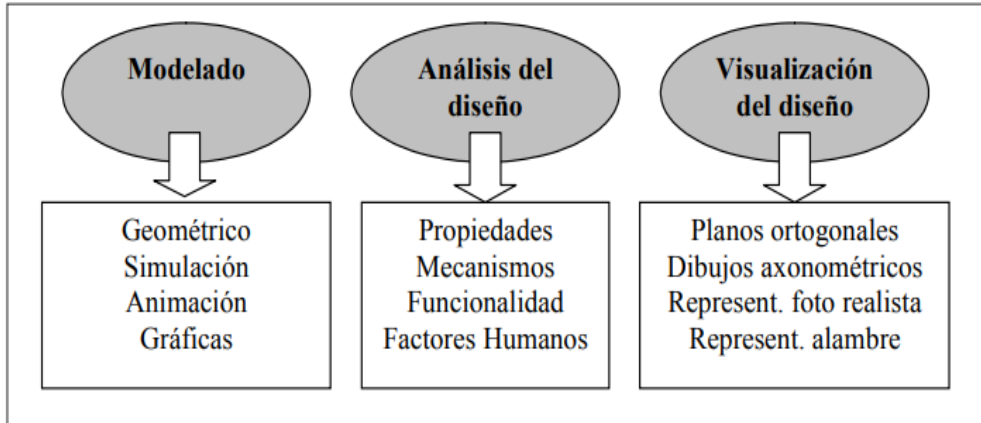 Modelado
Geométrico
Simulación
Animación
Gráficas
Análisis del
diseño
Propiedades
Mecanismos
Funcionalidad
Factores Humanos
Visualización
del diseño
Planos ortogonales
Dibujos axonométricos
Represent. foto realista
Represent. alambre